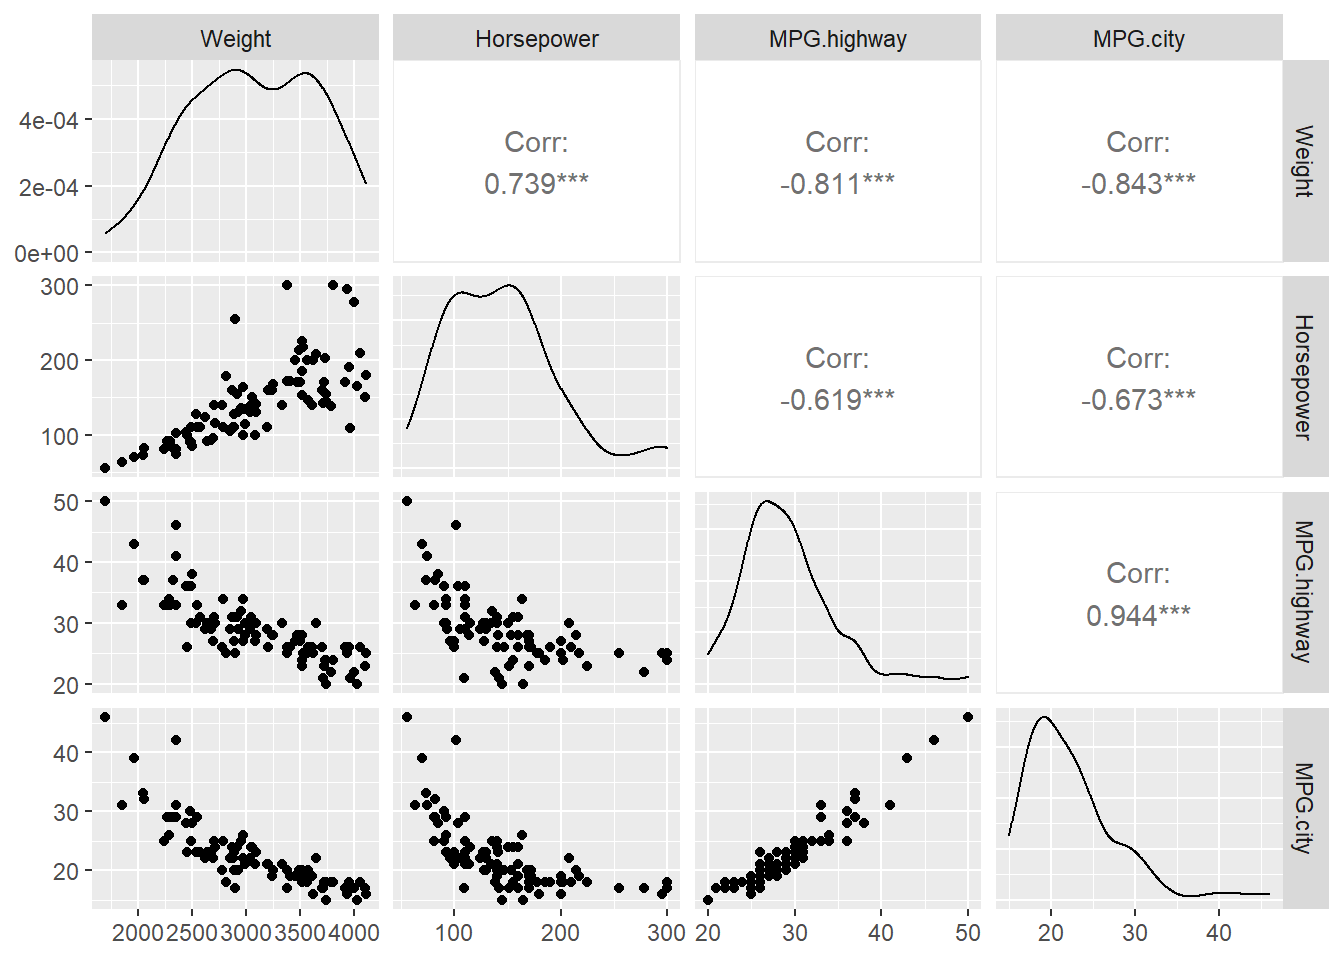 Weight Horsepower MPG.highway MPG.city
4e-04
2e-04
0e+00
Corr:
0.739***
Corr:
-0.811***
Corr:
-0.843***
Weight
300
200
100
Corr:
-0.619***
Corr:
-0.673***
Horsepower
50
40
30
20
Corr:
0.944***
MPG.highway
40
30
20
MPG.city
2000 2500 3000 3500 4000 100 200 300 20 30 40 50 20 30 40